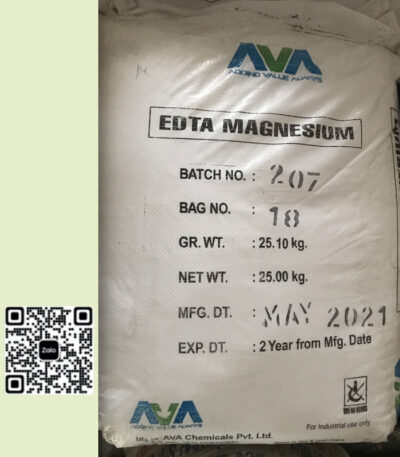 AVA
ADDING VALUE ALWAYS
EDTA MAGNESIUM
BATCH NO. : 207
BAG NO. : 18
GR. WT. : 25.10 kg.
NET WT. : 25.00 kg.
MFG. DT. : MAY 2021
EXP. DT. : 2 Year from Mfg. Date
Zalo
AVA
ADDING VALUE ALWAYS
For Industrial use only
AVA Chemicals Pvt. Ltd.